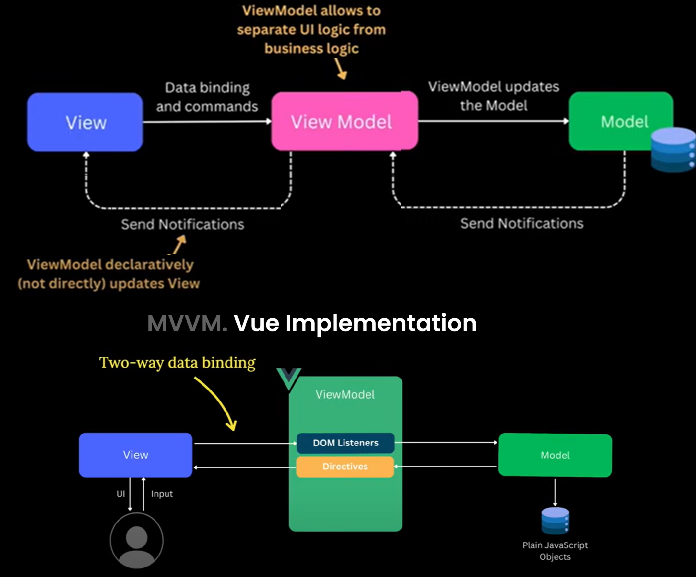 ViewModel allows to
separate UI logic from
business logic
Data binding
and commands
ViewModel updates
the Model
View
View Model
Model
Send Notifications
Send Notifications
ViewModel declaratively
(not directly) updates View
MVVM. Vue Implementation
Two-way data binding
ViewModel
DOM Listeners
View
Directives
Model
UI
Input
Plain JavaScript
Objects